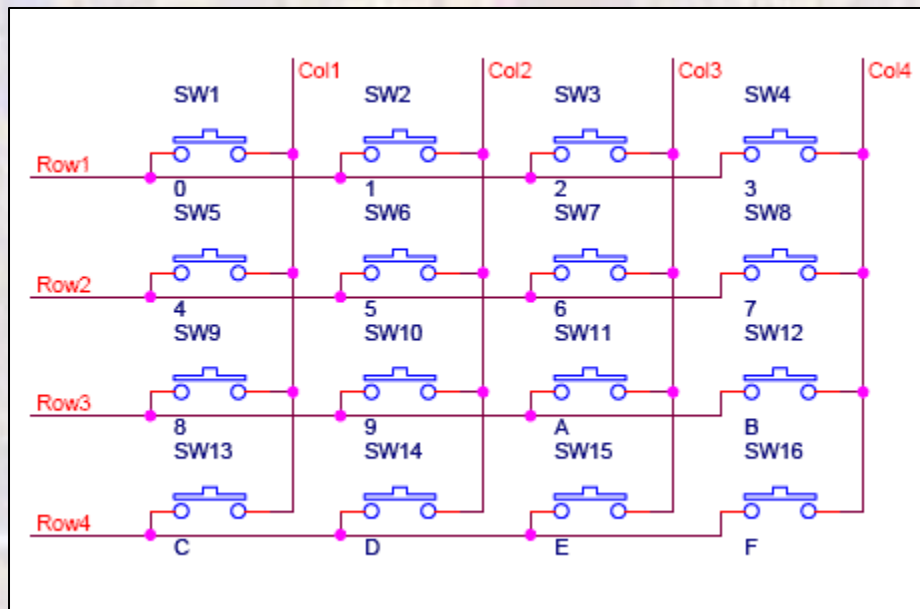 Col1 Col2 Col3 Col4
SW1 SW2 SW3 SW4
Row1
0 1 2 3
SW5 SW6 SW7 SW8
Row2
4 5 6 7
SW9 SW10 SW11 SW12
Row3
8 9 A B
SW13 SW14 SW15 SW16
Row4
C D E F